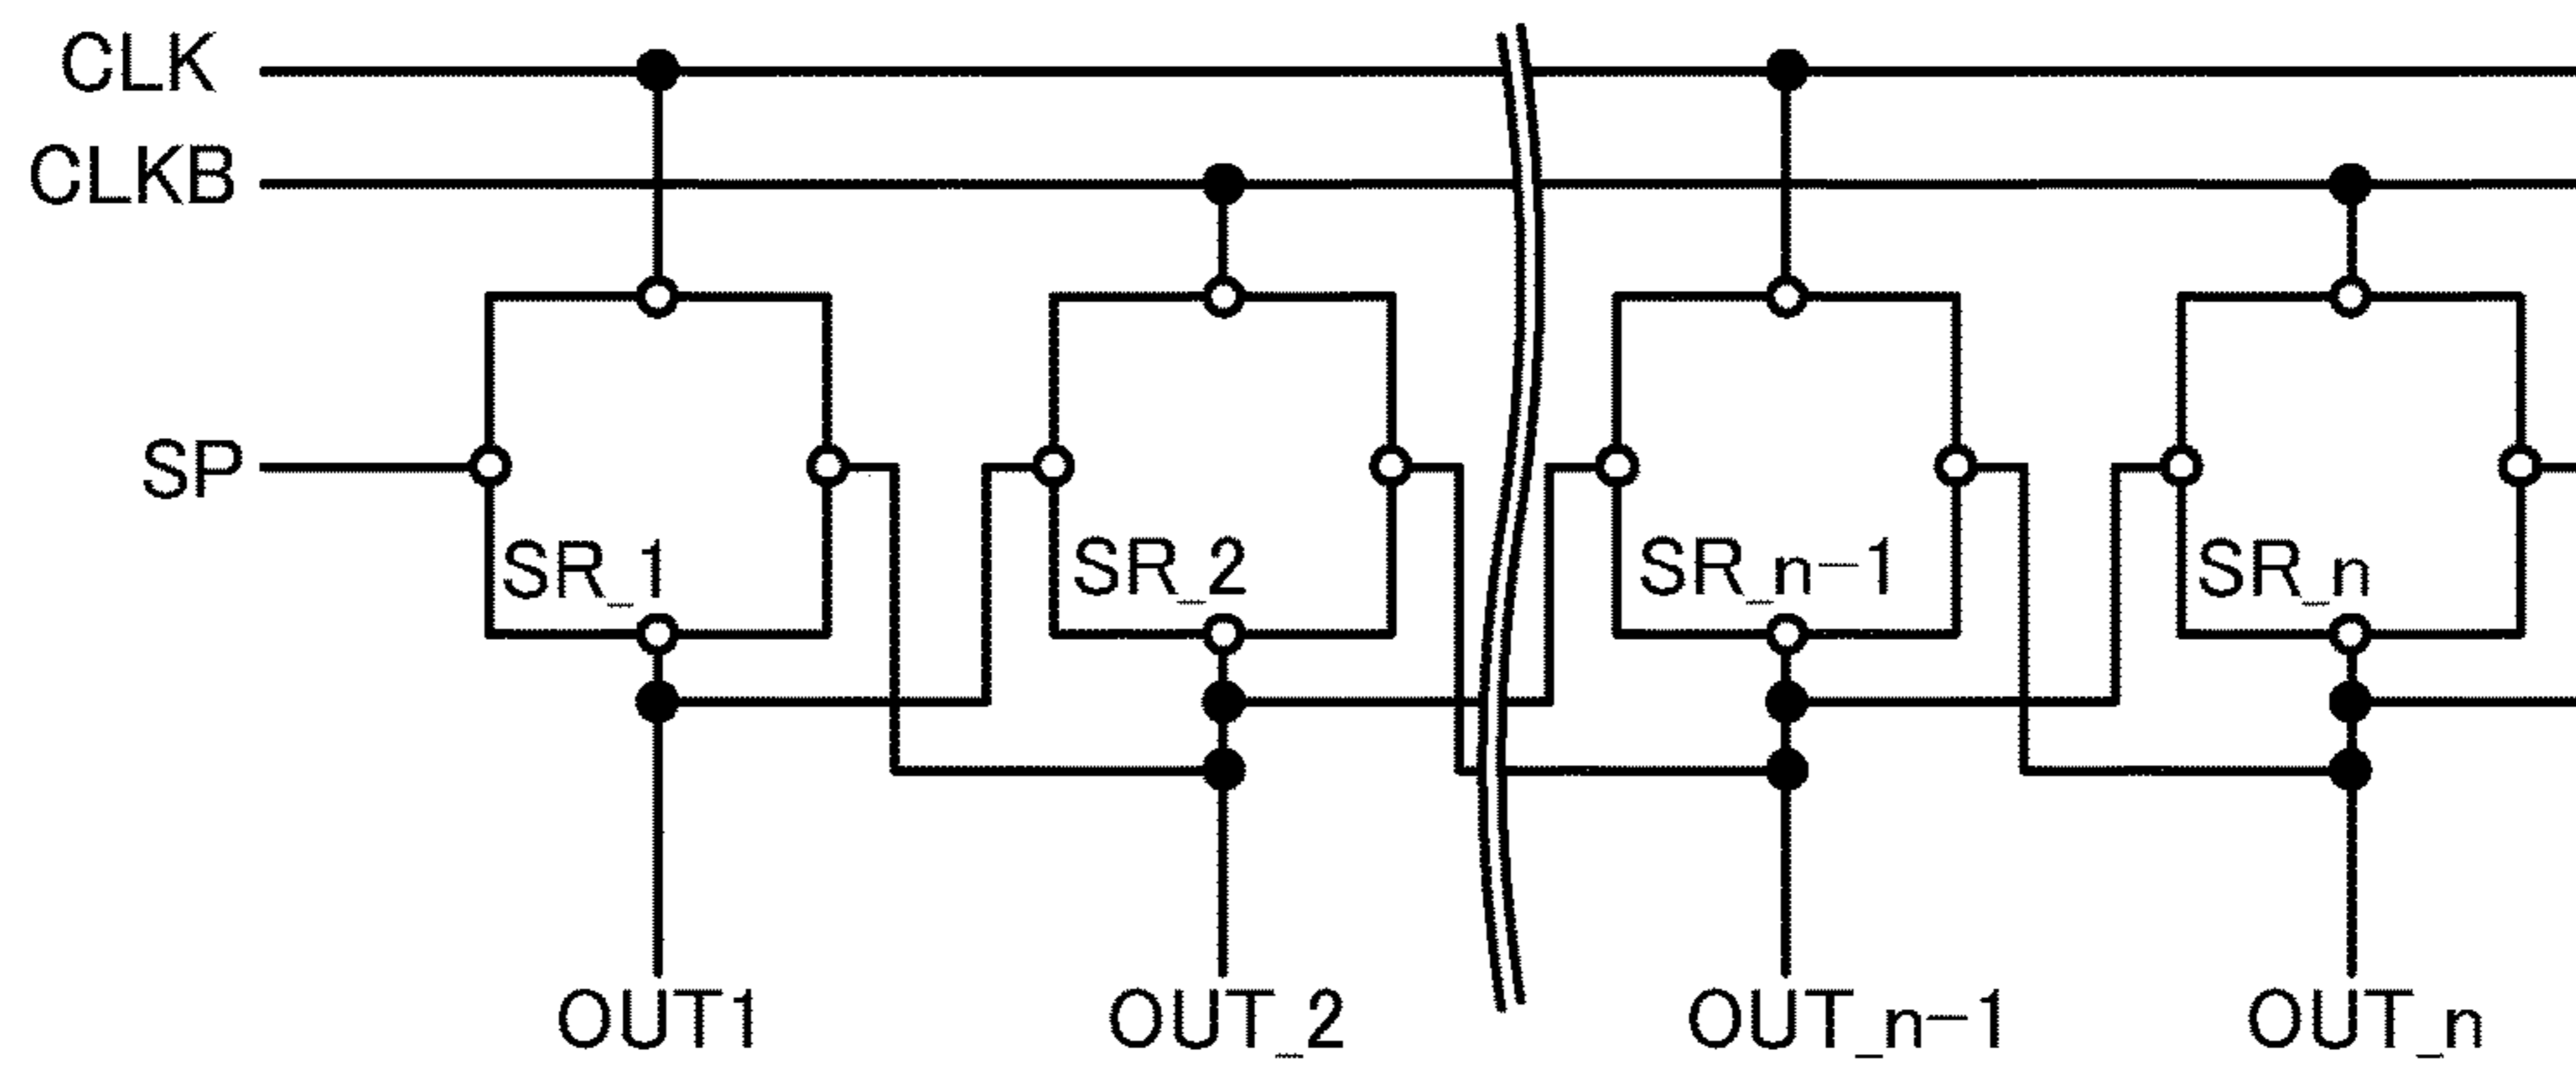 CLK
CLKB
SP
SR_1 SR_2 SR_n-1 SR_n
OUT1 OUT_2 OUT_n-1 OUT_n